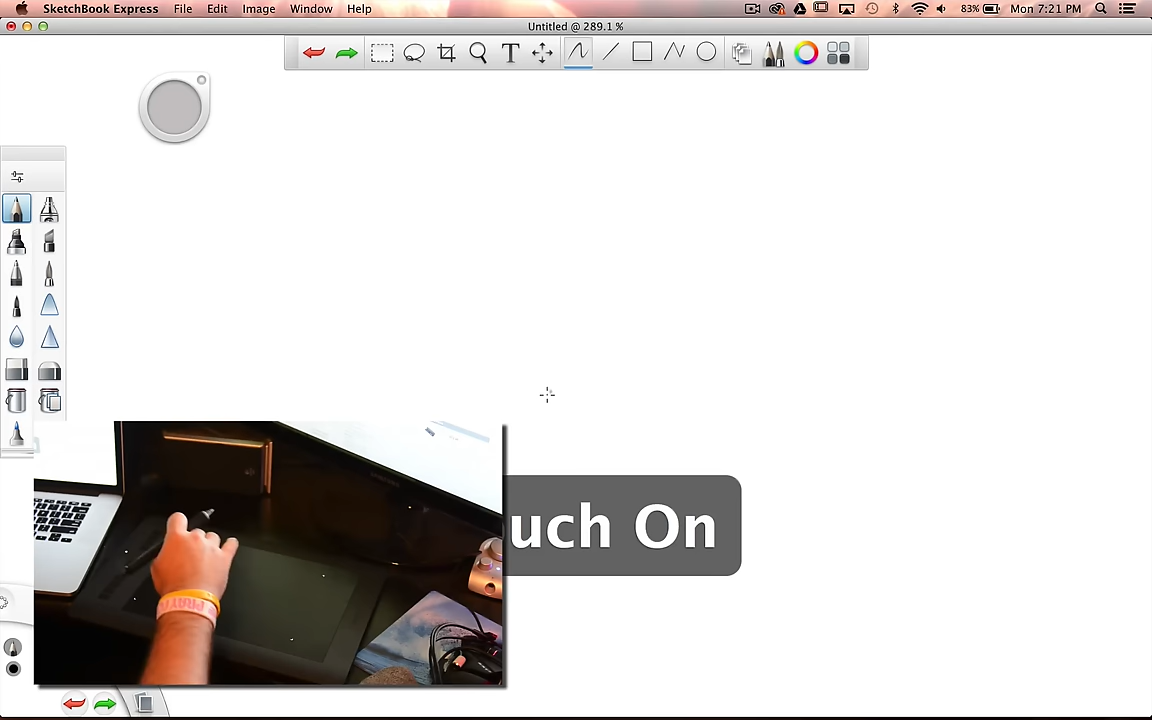 SketchBook Express File Edit Image Window Help 83% Mon 7:21 PM
Untitled @ 289.1 %
T
uch On